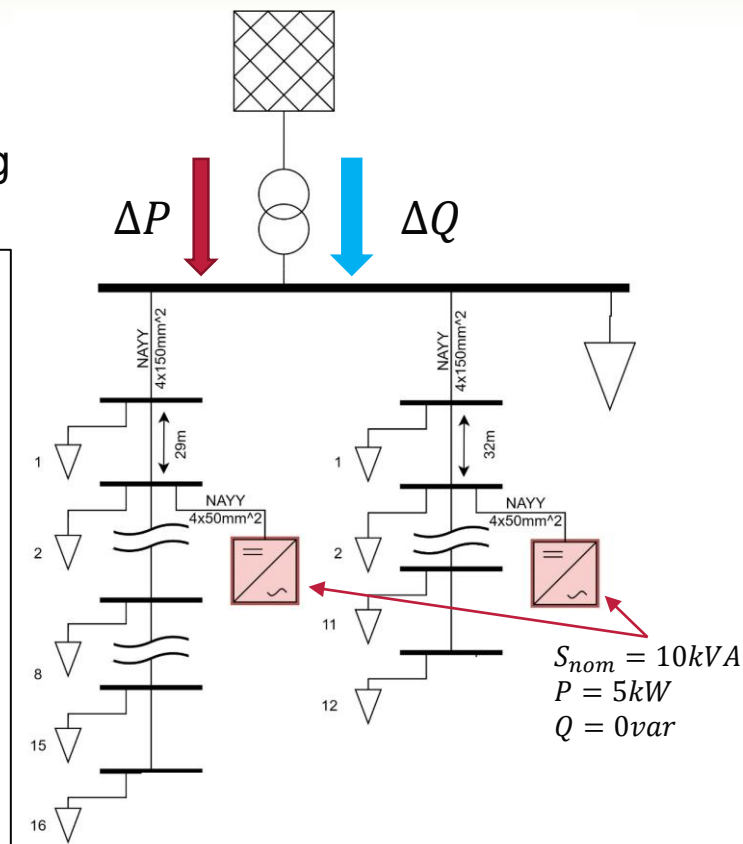 g
ΔP
ΔQ
NAYY
4x150mm^2
NAYY
4x150mm^2
1
29m
1
32m
NAYY
4x50mm^2
NAYY
4x50mm^2
2
2
8
11
12
15
16
S_nom = 10kVA
P = 5kW
Q = 0var